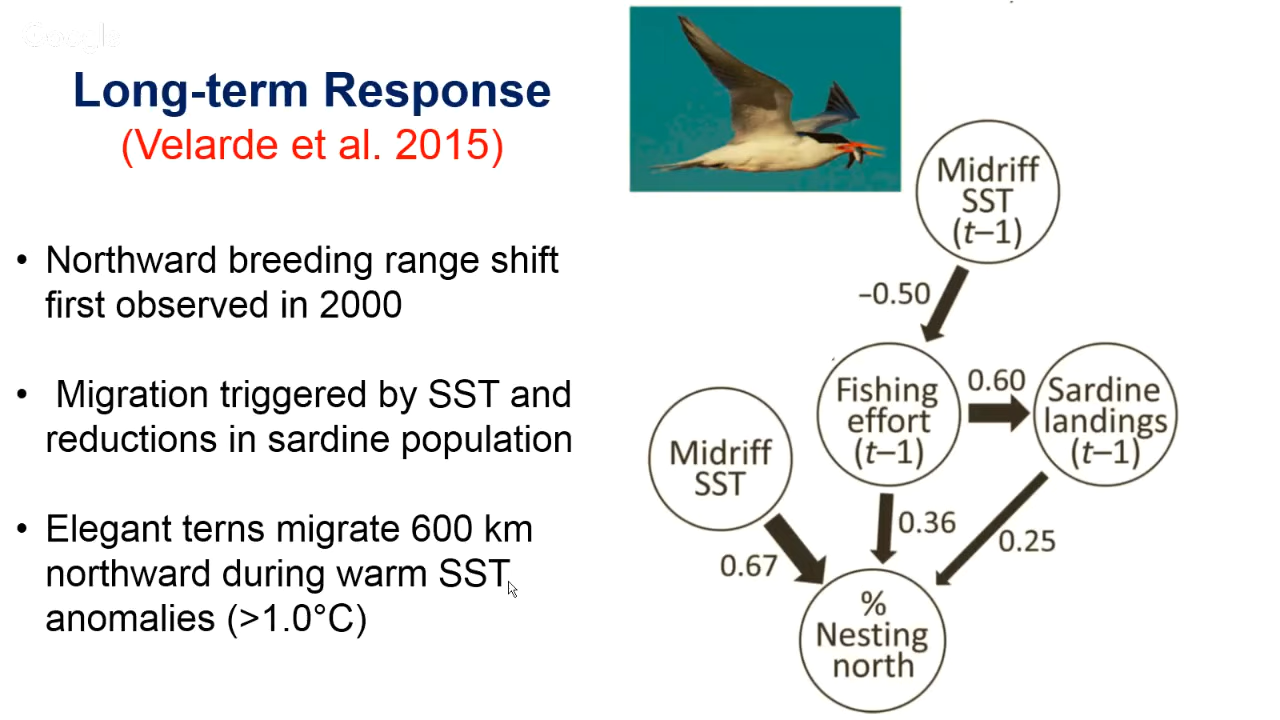 Google
Long-term Response
(Velarde et al. 2015)
• Northward breeding range shift
first observed in 2000
• Migration triggered by SST and
reductions in sardine population
• Elegant terns migrate 600 km
northward during warm SST
anomalies (>1.0°C)
Midriff
SST
(t–1)
–0.50
Fishing
effort
(t–1)
0.60
Sardine
landings
(t–1)
Midriff
SST
0.67
0.36
0.25
%
Nesting
north